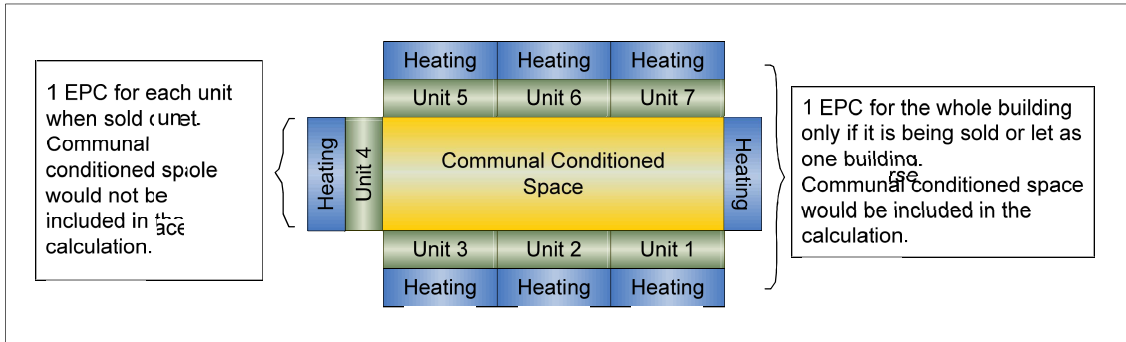 1 EPC for each unit
when sold
Communal
conditioned
would not be
included in
calculation.
Heating
Heating
Heating
Unit 5
Unit 6
Unit 7
Heating
Unit 4
Communal Conditioned
Space
Heating
Unit 3
Unit 2
Unit 1
Heating
Heating
Heating
1 EPC for the whole building
only if it is being sold or let as
one building.
Communal conditioned space
would be included in the
calculation.